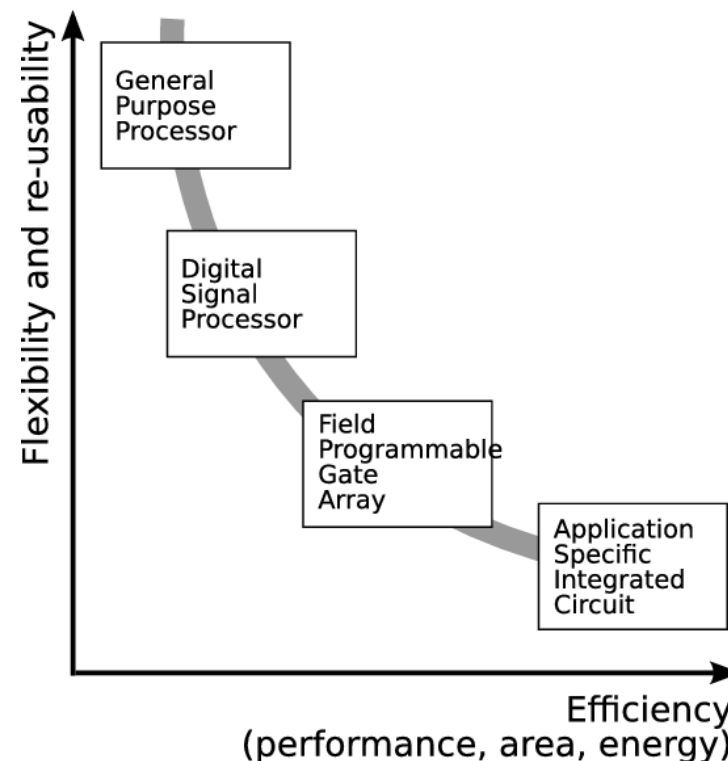 Flexibility and re-usability
General
Purpose
Processor
Digital
Signal
Processor
Field
Programmable
Gate
Array
Application
Specific
Integrated
Circuit
Efficiency
(performance, area, energy)